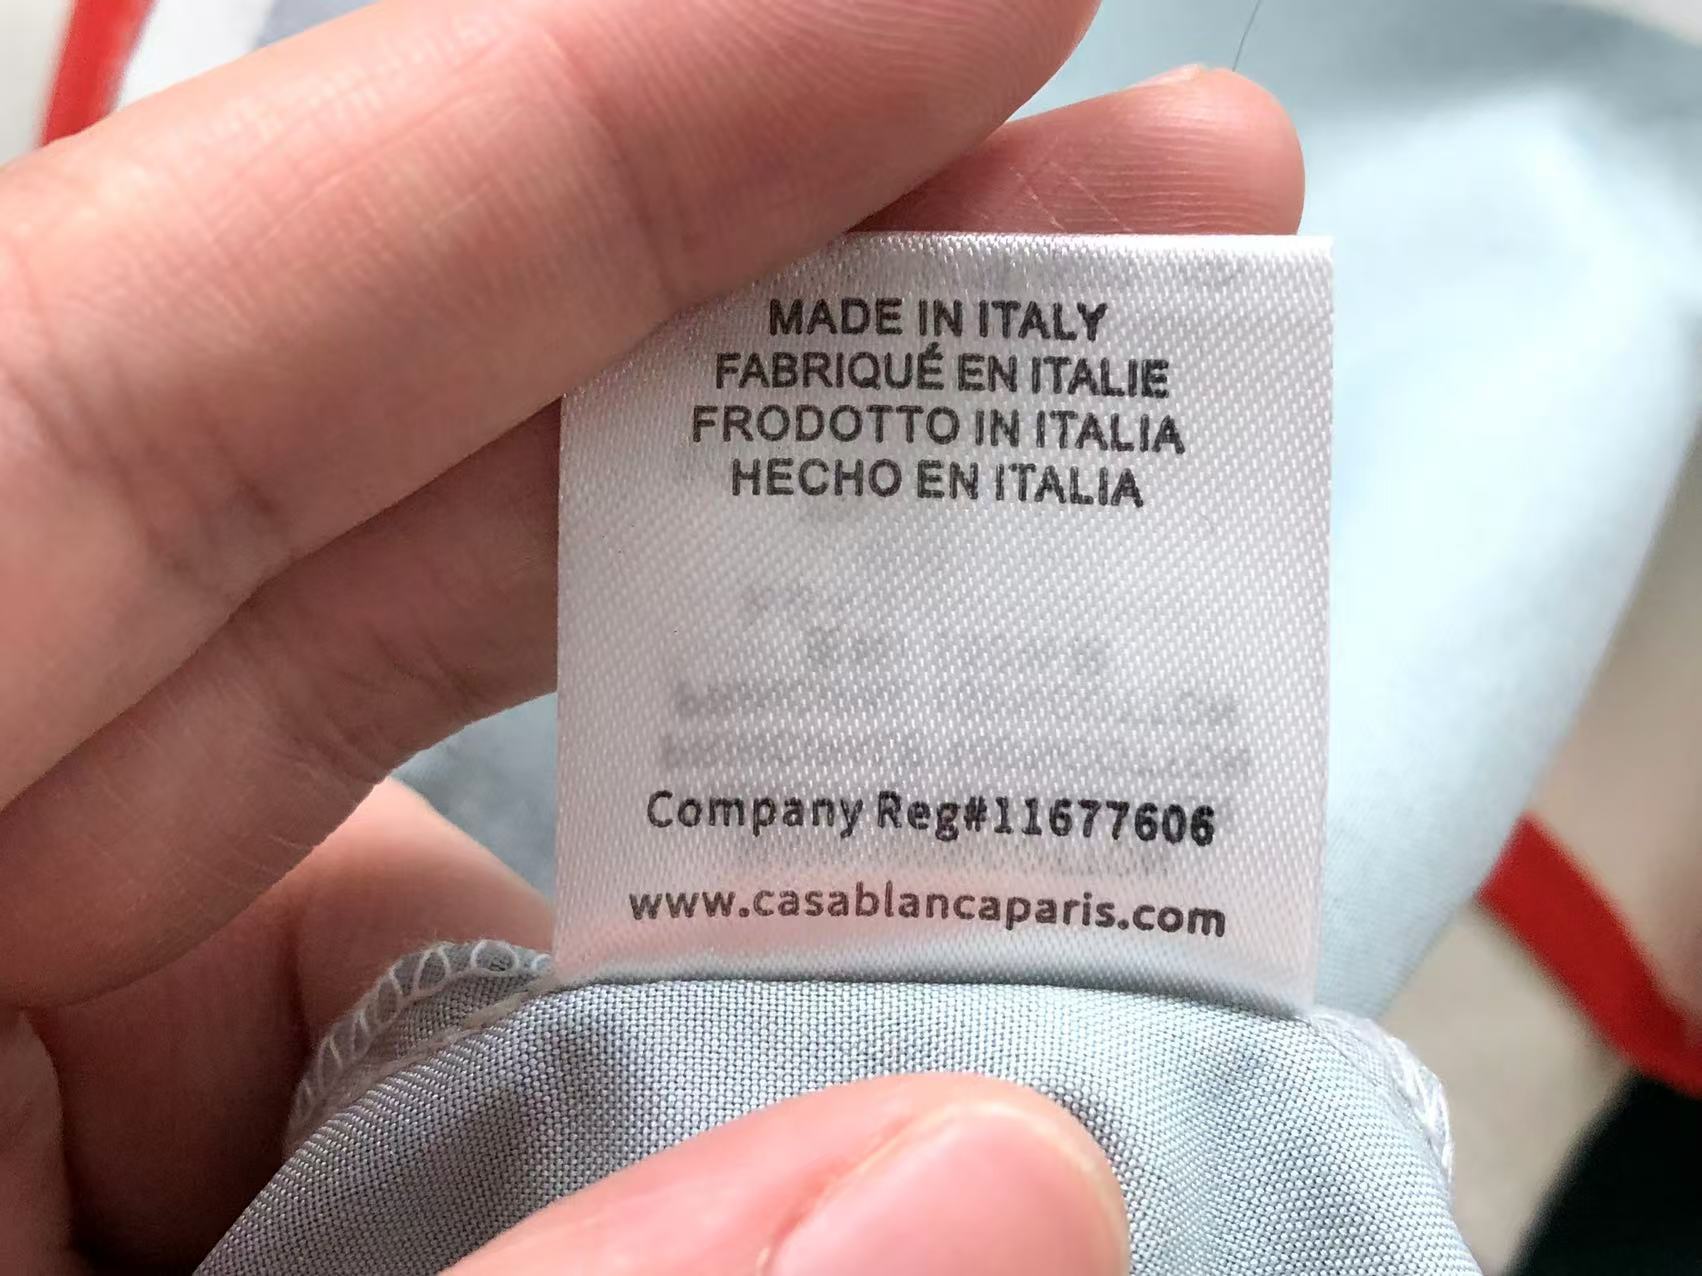 MADE IN ITALY
FABRIQUÉ EN ITALIE
FRODOTTO IN ITALIA
HECHO EN ITALIA
Company Reg#11677606
www.casablancaparis.com